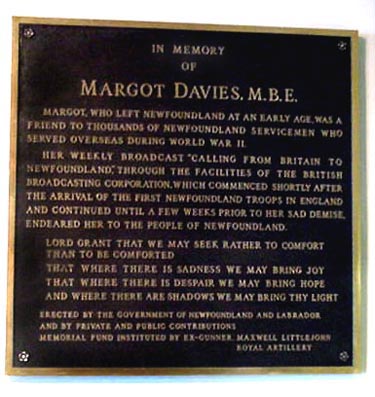 IN MEMORY
OF
MARGOT DAVIES, M.B.E.
MARGOT, WHO LEFT NEWFOUNDLAND AT AN EARLY AGE, WAS A
FRIEND TO THOUSANDS OF NEWFOUNDLAND SERVICEMEN WHO
SERVED OVERSEAS DURING WORLD WAR II.
HER WEEKLY BROADCAST "CALLING FROM BRITAIN TO
NEWFOUNDLAND," THROUGH THE FACILITIES OF THE BRITISH
BROADCASTING CORPORATION, WHICH COMMENCED SHORTLY AFTER
THE ARRIVAL OF THE FIRST NEWFOUNDLAND TROOPS IN ENGLAND
AND CONTINUED UNTIL A FEW WEEKS PRIOR TO HER SAD DEMISE,
ENDEARED HER TO THE PEOPLE OF NEWFOUNDLAND.
LORD GRANT THAT WE MAY SEEK RATHER TO COMFORT
THAN TO BE COMFORTED
THAT WHERE THERE IS SADNESS WE MAY BRING JOY
THAT WHERE THERE IS DESPAIR WE MAY BRING HOPE
AND WHERE THERE ARE SHADOWS WE MAY BRING THY LIGHT
ERECTED BY THE GOVERNMENT OF NEWFOUNDLAND AND LABRADOR
AND BY PRIVATE AND PUBLIC CONTRIBUTIONS
MEMORIAL FUND INSTITUTED BY EX-GUNNER, MAXWELL LITTLEJOHN
ROYAL ARTILLERY